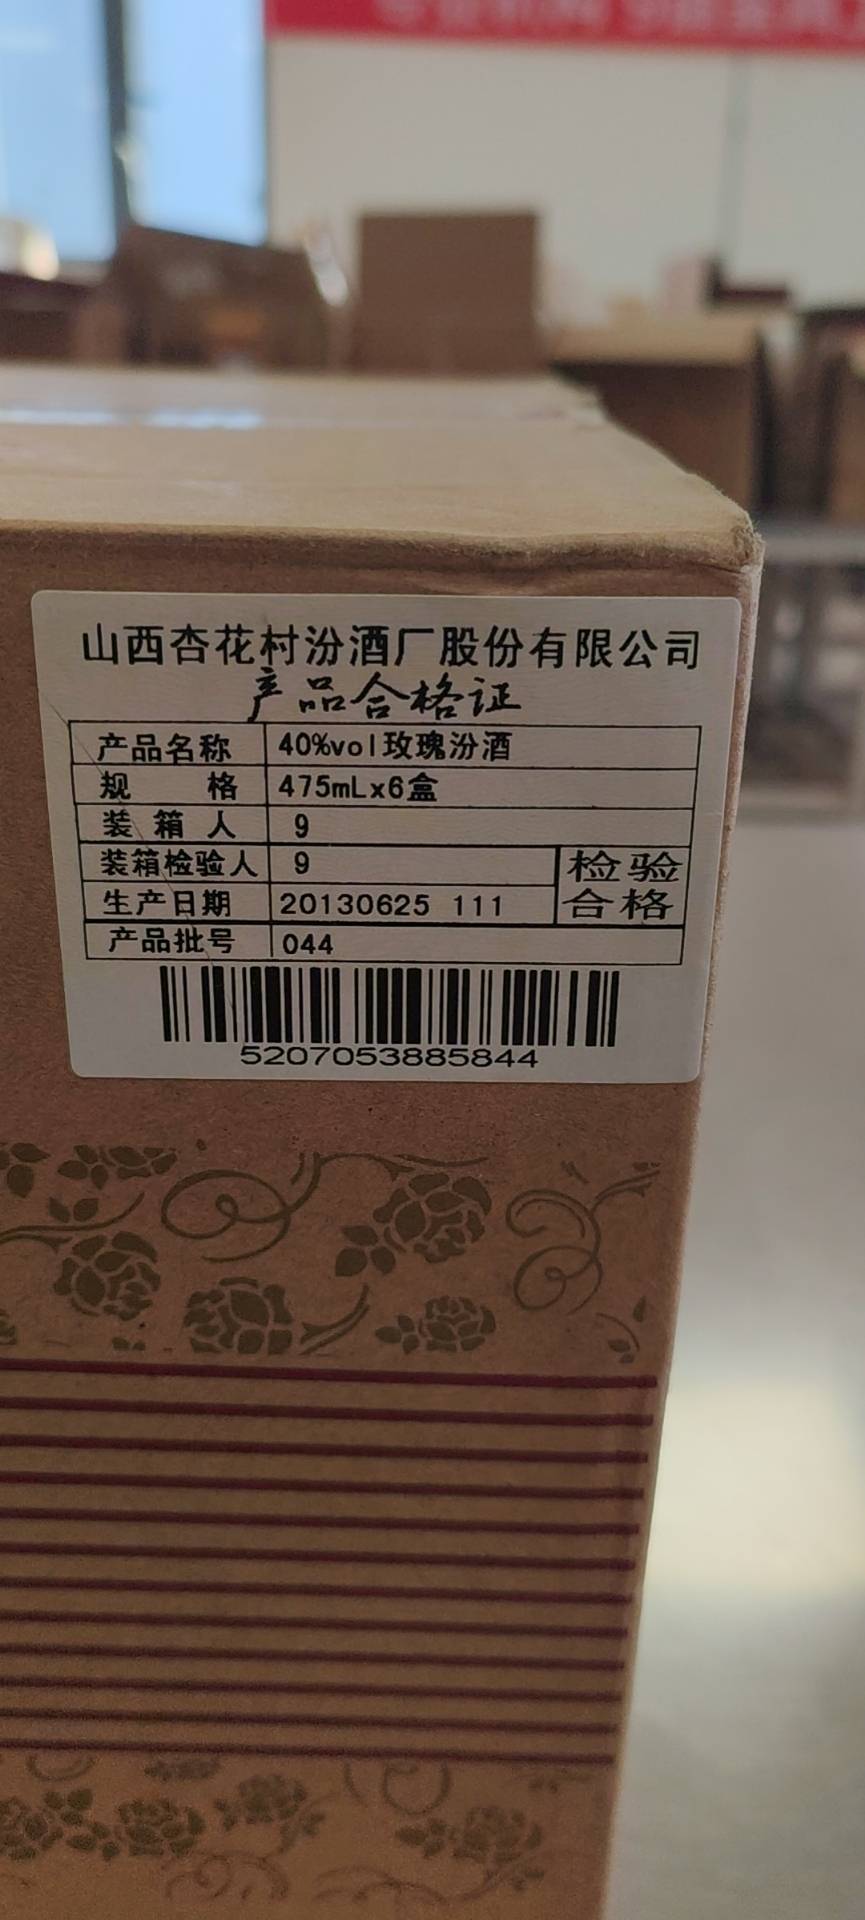 山西杏花村汾酒厂股份有限公司
产品合格证
产品名称 40%vol玫瑰汾酒
规 格 475mLx6盒
装 箱 人 9
装箱检验人 9
检验合格
生产日期 20130625 111
产品批号 044
5207053885844